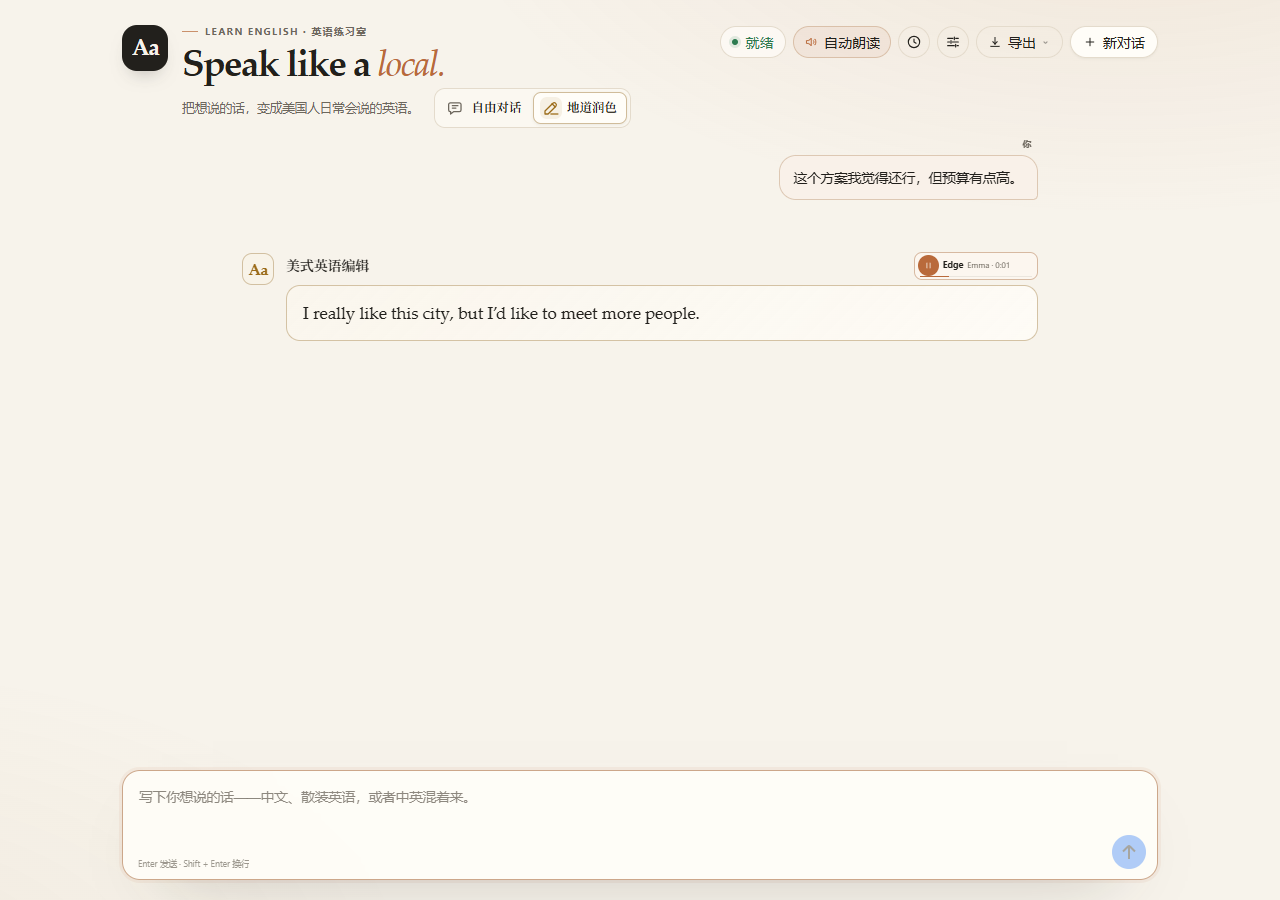 Aa
LEARN ENGLISH · 英语练习室
Speak like a local.
把想说的话，变成美国人日常会说的英语。
自由对话
地道润色
就绪
自动朗读
导出
新对话
你
这个方案我觉得还行，但预算有点高。
Aa
美式英语编辑
Edge Emma · 0:01
I really like this city, but I’d like to meet more people.
写下你想说的话——中文、散装英语，或者中英混着来。
Enter 发送 · Shift + Enter 换行